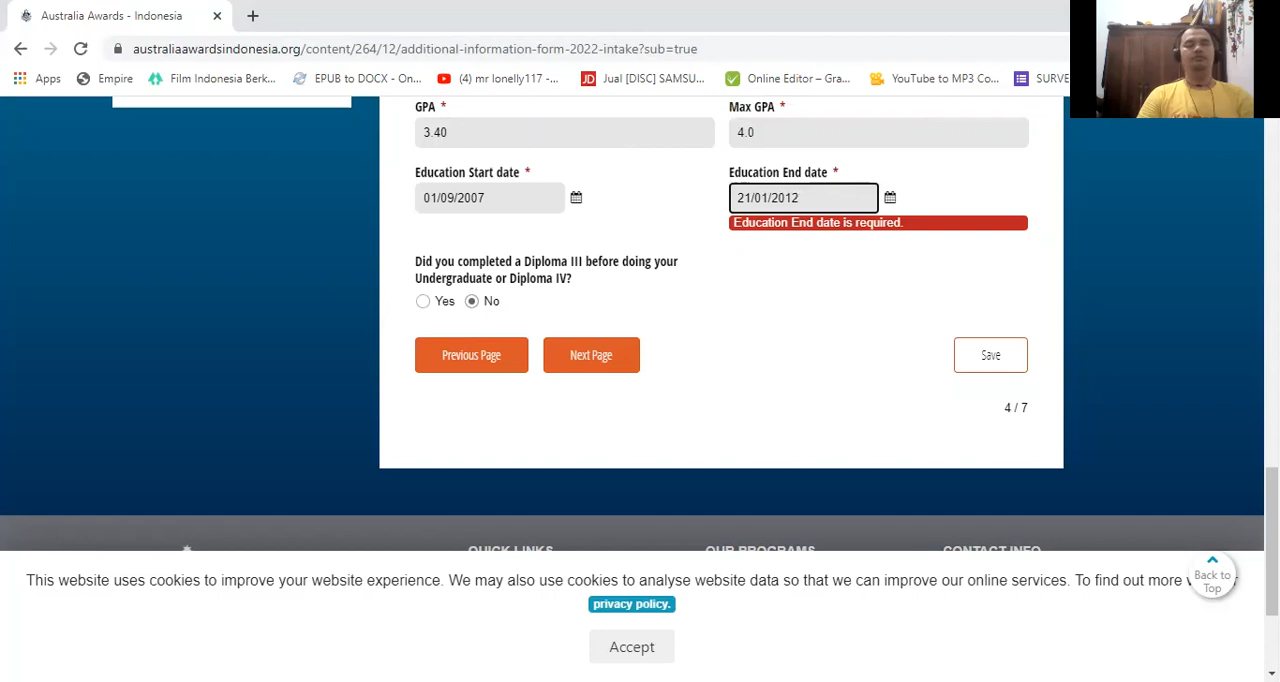 Australia Awards - Indonesia
australiaawardsindonesia.org/content/264/12/additional-information-form-2022-intake?sub=true
Apps Empire Film Indonesia Berk... EPUB to DOCX - On... (4) mr lonelly117 -... JD Jual [DISC] SAMSU... Online Editor – Gra... YouTube to MP3 Co... SURVE
GPA * Max GPA *
3.40 4.0
Education Start date * Education End date *
01/09/2007 21/01/2012
Education End date is required.
Did you completed a Diploma III before doing your
Undergraduate or Diploma IV?
Yes No
Previous Page Next Page Save
4 / 7
QUICK LINKS OUR PROGRAMS CONTACT INFO
This website uses cookies to improve your website experience. We may also use cookies to analyse website data so that we can improve our online services. To find out more
privacy policy.
Back to
Top
Accept